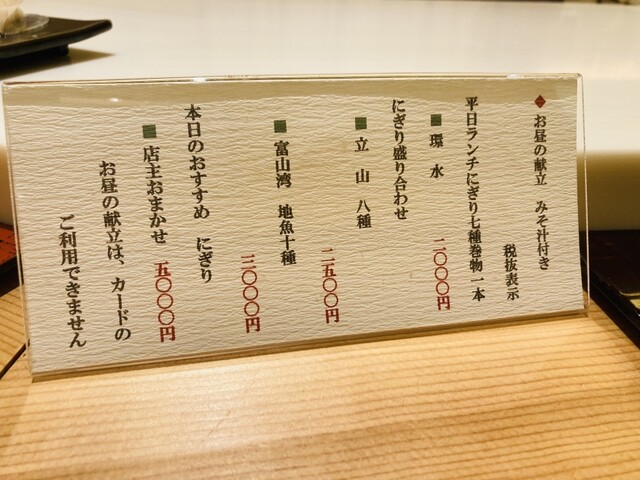 ◆お昼の献立 みそ汁付き
税抜表示
平日ランチにぎり七種巻物一本
■環 水 二〇〇〇円
にぎり盛り合わせ
■立 山 八種 二五〇〇円
■富山湾 地魚十種 三〇〇〇円
本日のおすすめ にぎり
■店主おまかせ 五〇〇〇円
お昼の献立は、カードの
ご利用できません